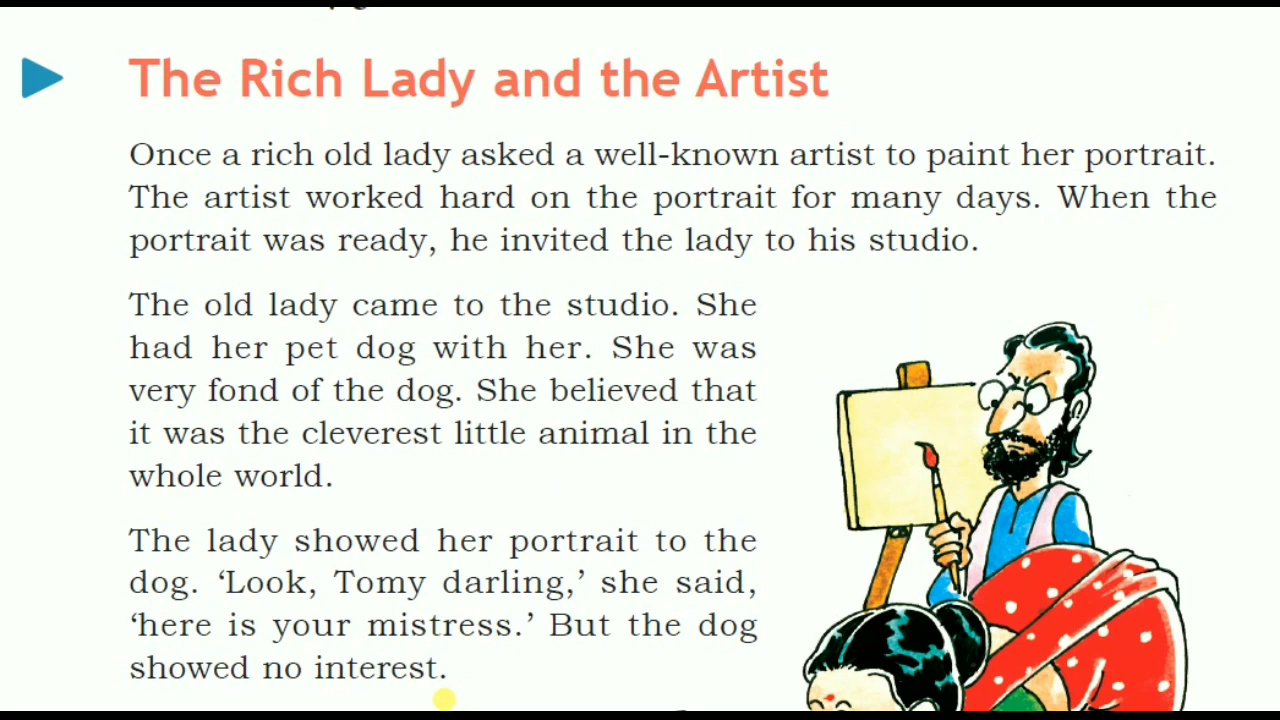 The Rich Lady and the Artist
Once a rich old lady asked a well-known artist to paint her portrait.
The artist worked hard on the portrait for many days. When the
portrait was ready, he invited the lady to his studio.
The old lady came to the studio. She
had her pet dog with her. She was
very fond of the dog. She believed that
it was the cleverest little animal in the
whole world.
The lady showed her portrait to the
dog. ‘Look, Tomy darling,’ she said,
‘here is your mistress.’ But the dog
showed no interest.